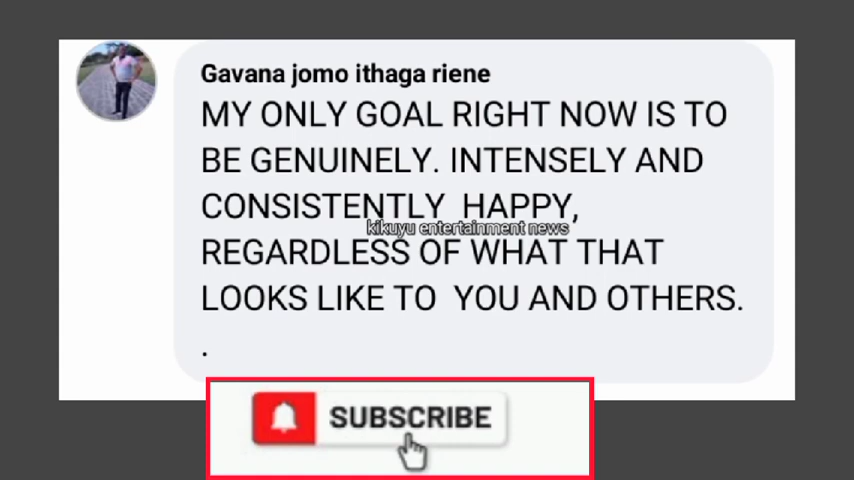 Gavana jomo ithaga riene
MY ONLY GOAL RIGHT NOW IS TO
BE GENUINELY. INTENSELY AND
CONSISTENTLY HAPPY,
kikuyu entertainment news
REGARDLESS OF WHAT THAT
LOOKS LIKE TO YOU AND OTHERS.
.
SUBSCRIBE